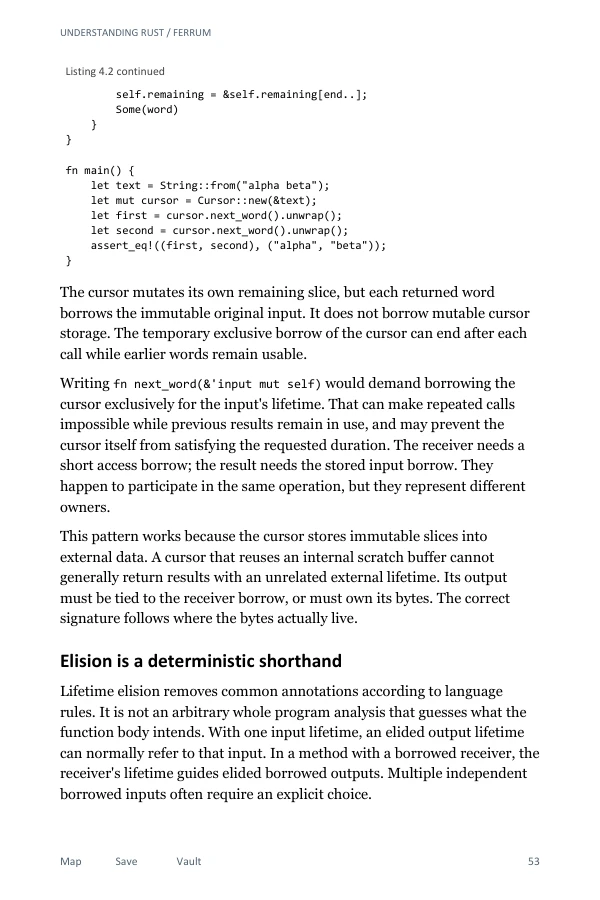 UNDERSTANDING RUST / FERRUM
Listing 4.2 continued
        self.remaining = &self.remaining[end..];
        Some(word)
    }
}

fn main() {
    let text = String::from("alpha beta");
    let mut cursor = Cursor::new(&text);
    let first = cursor.next_word().unwrap();
    let second = cursor.next_word().unwrap();
    assert_eq!((first, second), ("alpha", "beta"));
}
The cursor mutates its own remaining slice, but each returned word
borrows the immutable original input. It does not borrow mutable cursor
storage. The temporary exclusive borrow of the cursor can end after each
call while earlier words remain usable.
Writing fn next_word(&'input mut self) would demand borrowing the
cursor exclusively for the input's lifetime. That can make repeated calls
impossible while previous results remain in use, and may prevent the
cursor itself from satisfying the requested duration. The receiver needs a
short access borrow; the result needs the stored input borrow. They
happen to participate in the same operation, but they represent different
owners.
This pattern works because the cursor stores immutable slices into
external data. A cursor that reuses an internal scratch buffer cannot
generally return results with an unrelated external lifetime. Its output
must be tied to the receiver borrow, or must own its bytes. The correct
signature follows where the bytes actually live.
Elision is a deterministic shorthand
Lifetime elision removes common annotations according to language
rules. It is not an arbitrary whole program analysis that guesses what the
function body intends. With one input lifetime, an elided output lifetime
can normally refer to that input. In a method with a borrowed receiver, the
receiver's lifetime guides elided borrowed outputs. Multiple independent
borrowed inputs often require an explicit choice.
Map Save Vault 53